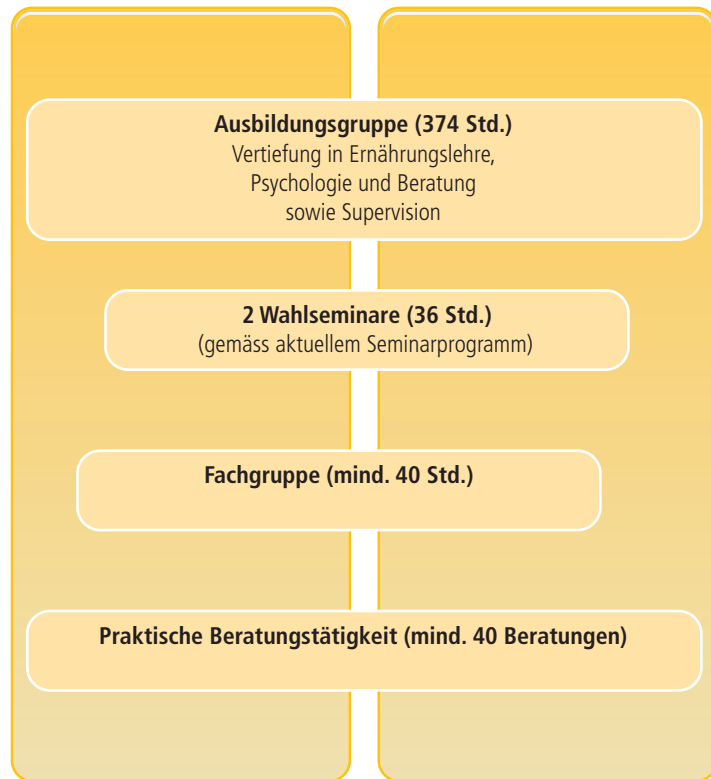 Ausbildungsgruppe (374 Std.)
Vertiefung in Ernährungslehre,
Psychologie und Beratung
sowie Supervision
2 Wahlseminare (36 Std.)
(gemäss aktuellem Seminarprogramm)
Fachgruppe (mind. 40 Std.)
Praktische Beratungstätigkeit (mind. 40 Beratungen)